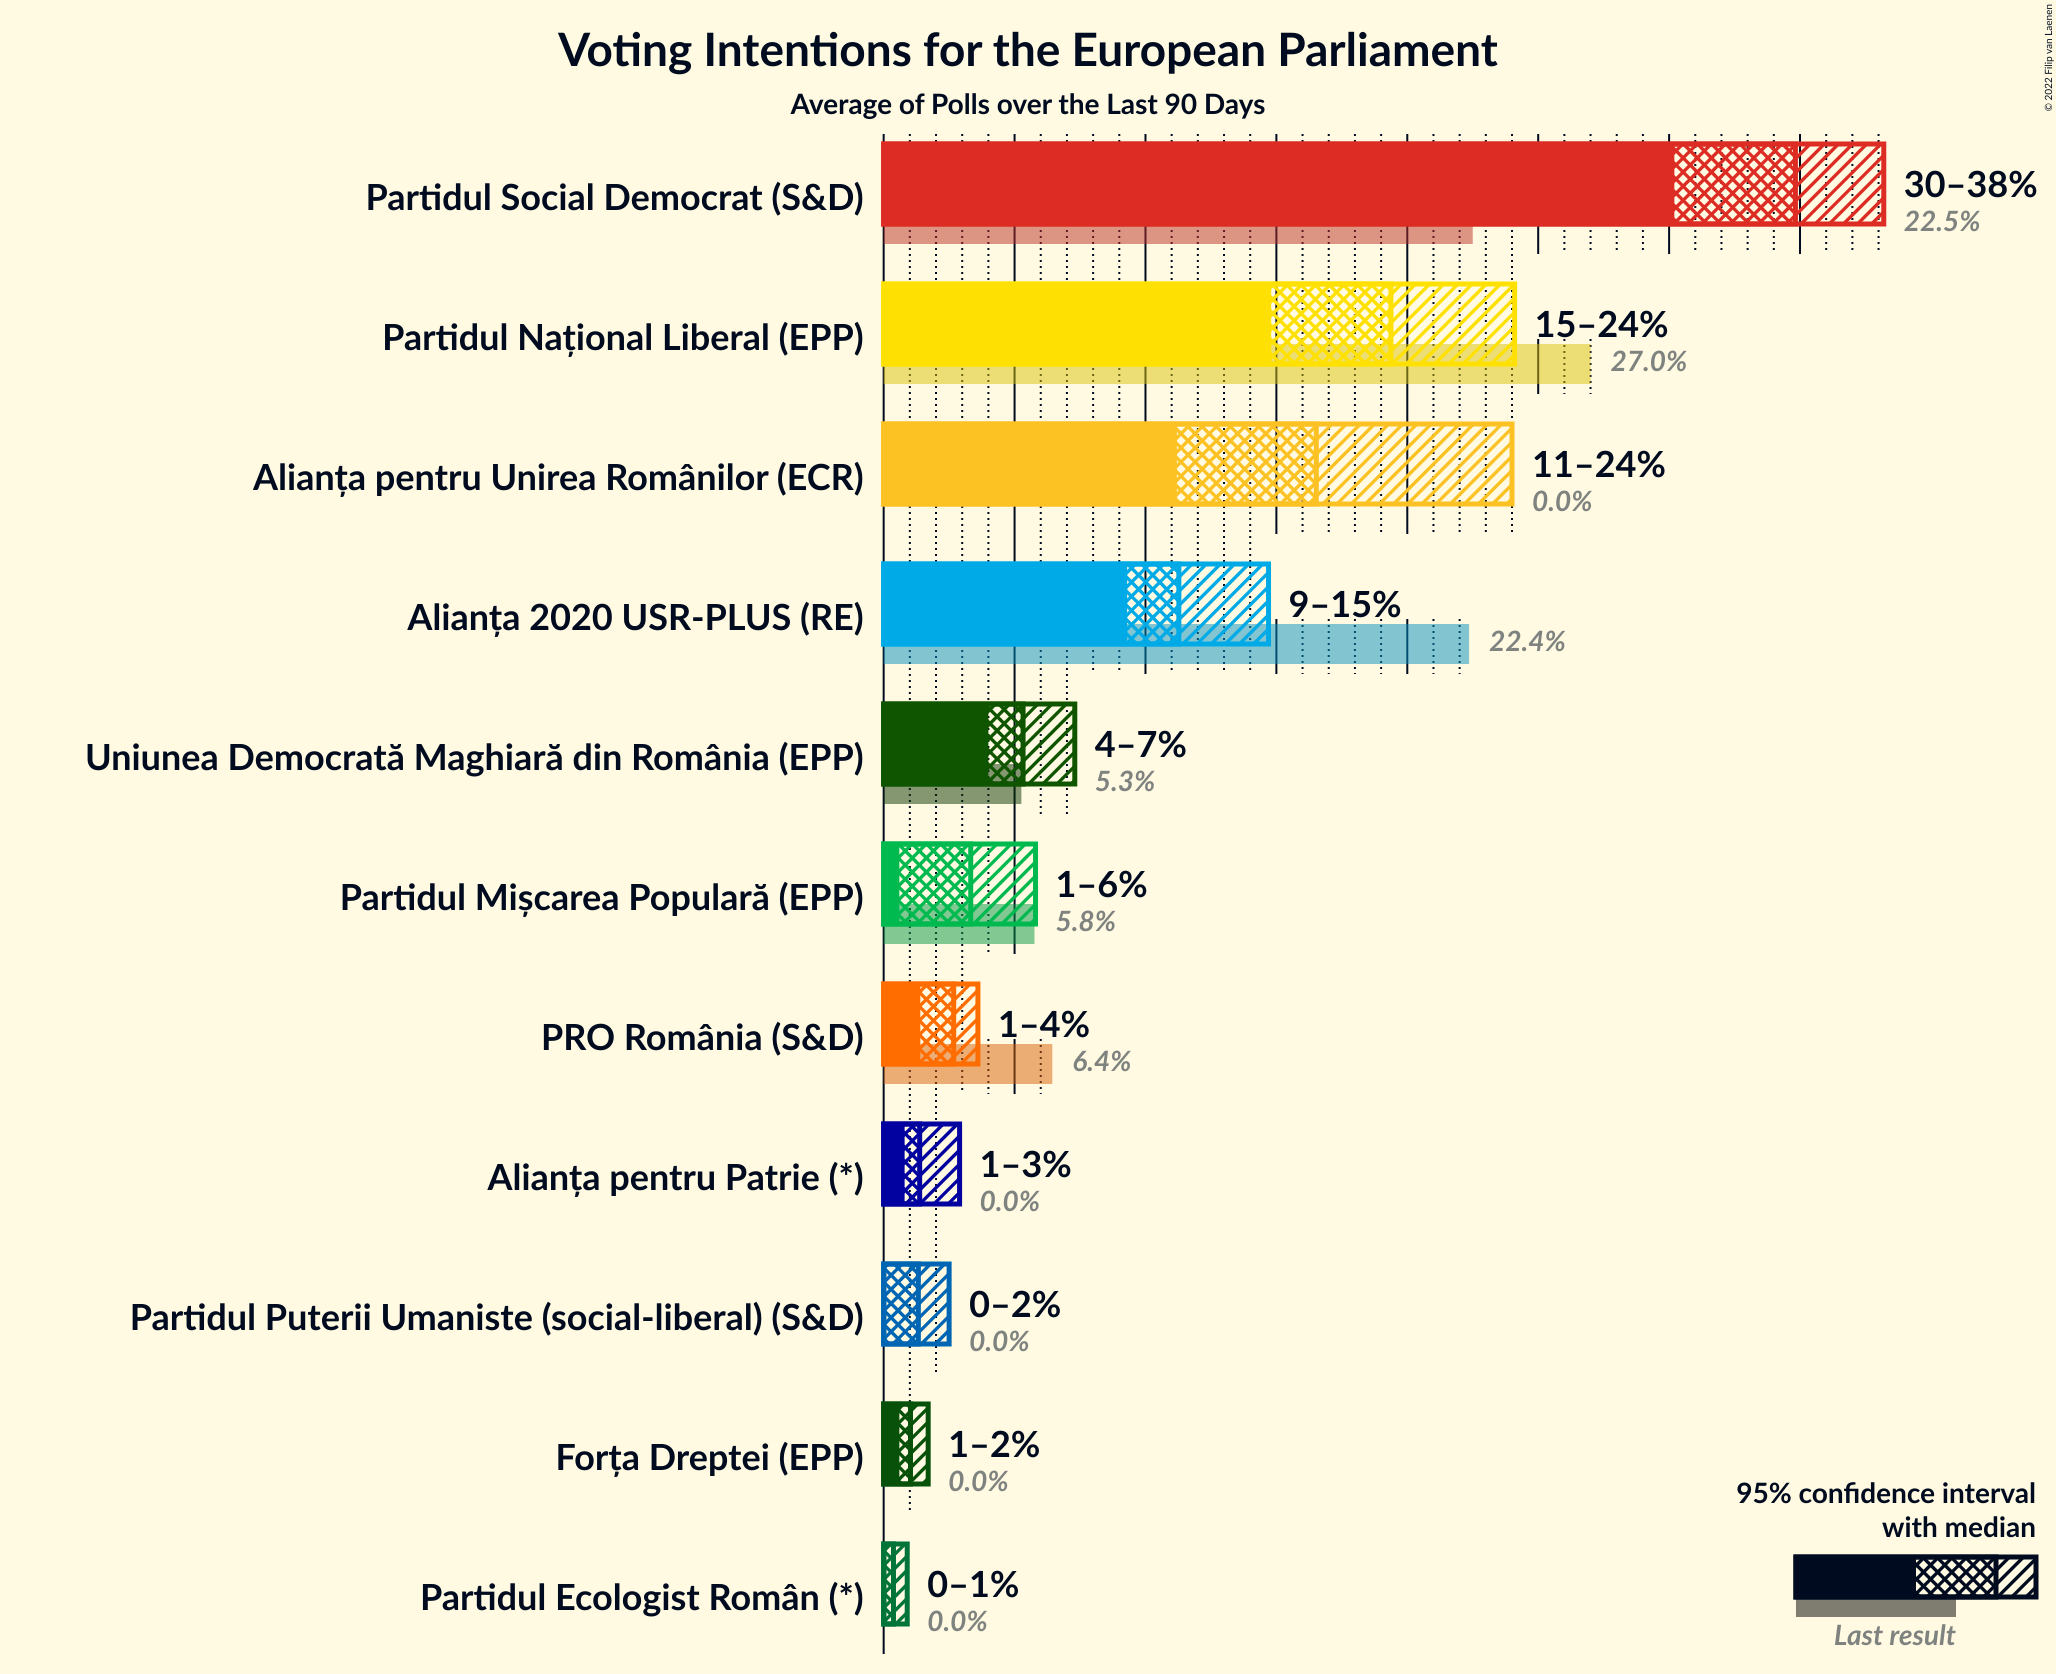 © 2022 Filip van Laenen
Voting Intentions for the European Parliament
Average of Polls over the Last 90 Days
Partidul Social Democrat (S&D)
30–38%
22.5%
Partidul Național Liberal (EPP)
15–24%
27.0%
Alianța pentru Unirea Românilor (ECR)
11–24%
0.0%
Alianța 2020 USR-PLUS (RE)
9–15%
22.4%
Uniunea Democrată Maghiară din România (EPP)
4–7%
5.3%
Partidul Mișcarea Populară (EPP)
1–6%
5.8%
PRO România (S&D)
1–4%
6.4%
Alianța pentru Patrie (*)
1–3%
0.0%
Partidul Puterii Umaniste (social-liberal) (S&D)
0–2%
0.0%
Forța Dreptei (EPP)
1–2%
0.0%
Partidul Ecologist Român (*)
0–1%
0.0%
95% confidence interval
with median
Last result